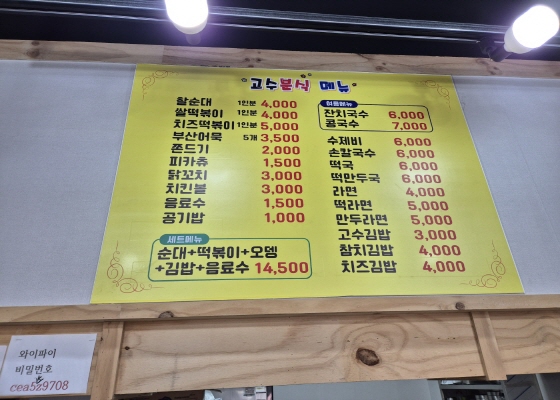 고수분식 메뉴
찰순대 1인분 4,000
쌀떡볶이 1인분 4,000
치즈떡볶이 1인분 5,000
부산어묵 5개 3,500
쫀드기 2,000
피카츄 1,500
닭꼬치 3,000
치킨볼 3,000
음료수 1,500
공기밥 1,000
세트메뉴
순대+떡볶이+오뎅
+김밥+음료수 14,500
여름메뉴
잔치국수 6,000
콩국수 7,000
수제비 6,000
손칼국수 6,000
떡국 6,000
떡만두국 6,000
라면 4,000
떡라면 5,000
만두라면 5,000
고수김밥 3,000
참치김밥 4,000
치즈김밥 4,000
와이파이
비밀번호
cea5z9708